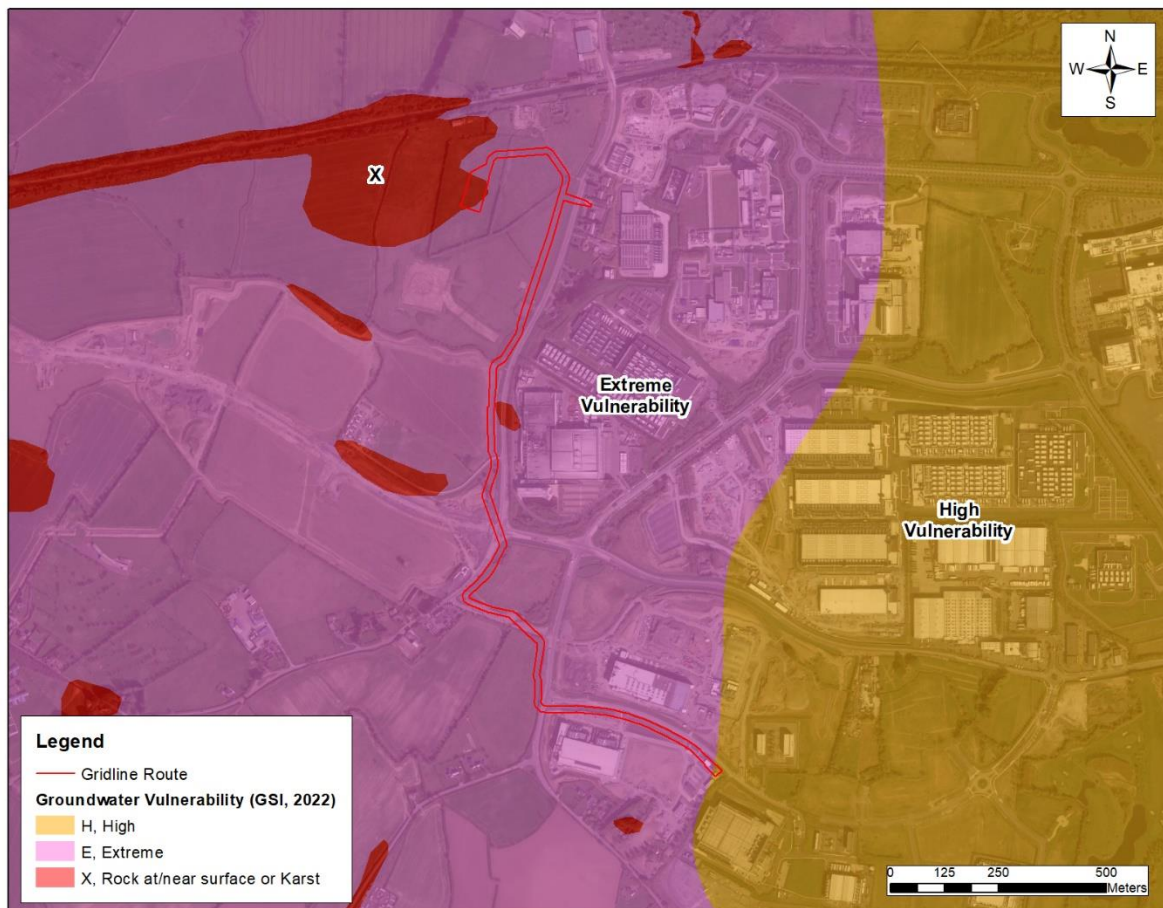 N
W E
S
X
Extreme
Vulnerability
High
Vulnerability
Legend
Gridline Route
Groundwater Vulnerability (GSI, 2022)
H, High
E, Extreme
X, Rock at/near surface or Karst
0 125 250 500
Meters